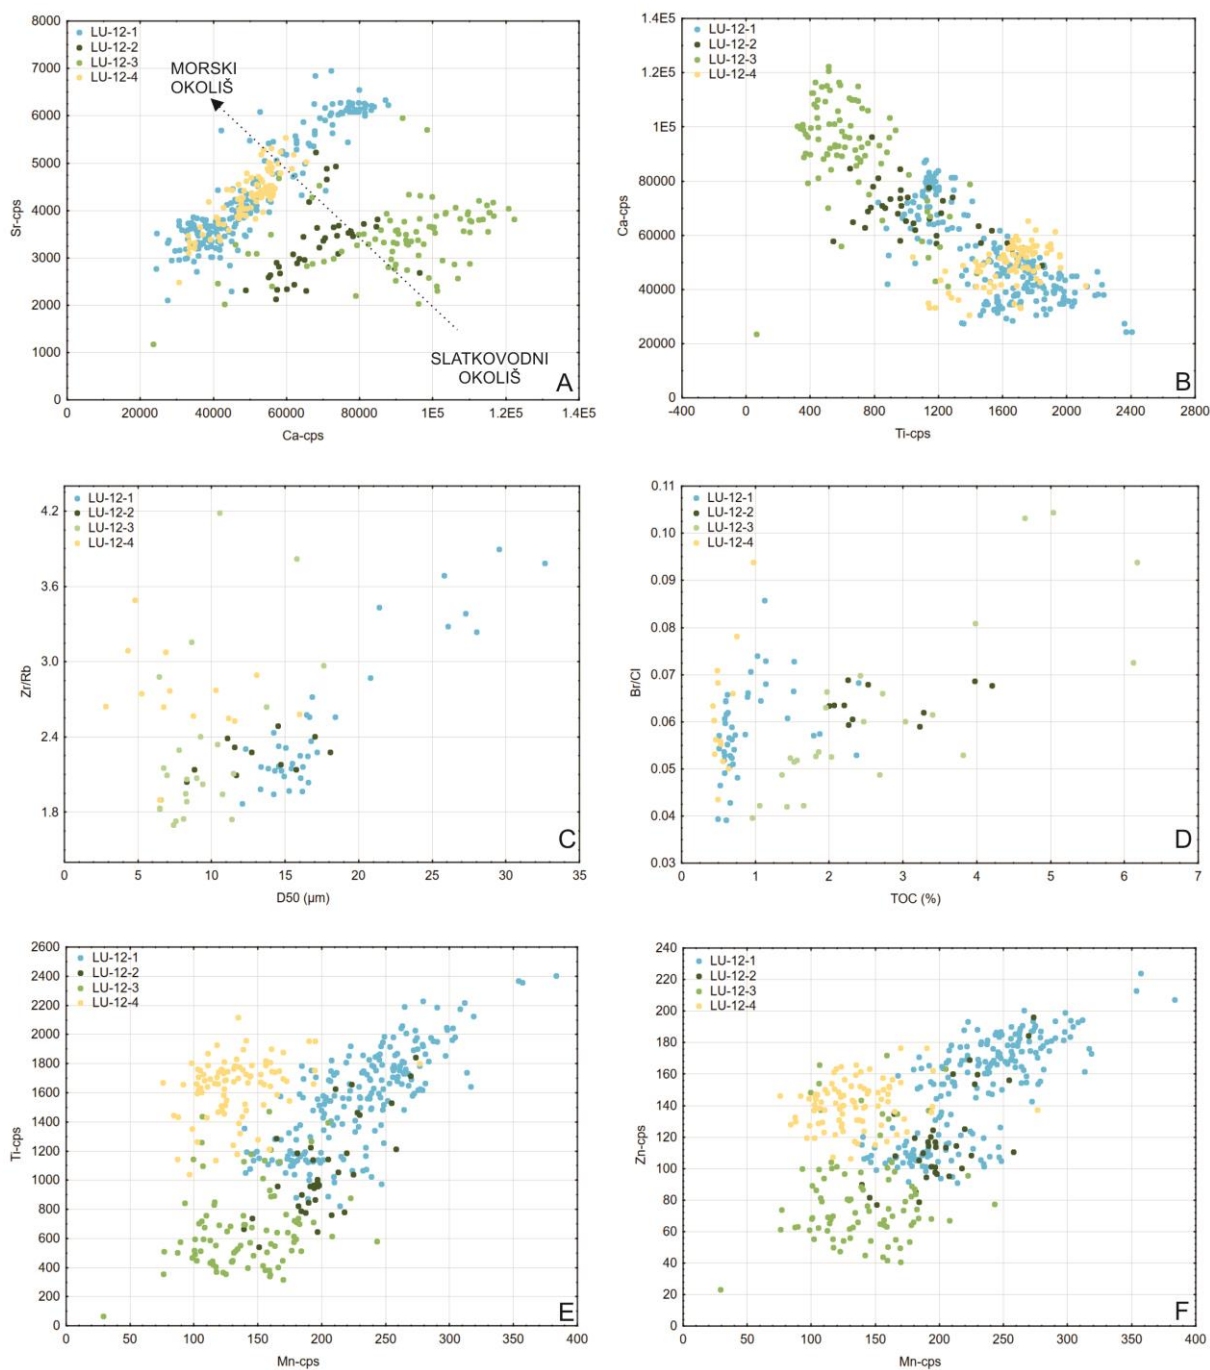 8000
7000
6000
5000
4000
3000
2000
1000
0
Sr-cps
LU-12-1
LU-12-2
LU-12-3
LU-12-4
MORSKI
OKOLIŠ
SLATKOVODNI
OKOLIŠ
A
0 20000 40000 60000 80000 1E5 1.2E5 1.4E5
Ca-cps
1.4E5
1.2E5
1E5
80000
60000
40000
20000
Ca-cps
LU-12-1
LU-12-2
LU-12-3
LU-12-4
B
-400 0 400 800 1200 1600 2000 2400 2800
Ti-cps
4.2
3.6
3.0
2.4
1.8
Zr/Rb
LU-12-1
LU-12-2
LU-12-3
LU-12-4
C
0 5 10 15 20 25 30 35
D50 (µm)
0.11
0.10
0.09
0.08
0.07
0.06
0.05
0.04
0.03
Br/Cl
LU-12-1
LU-12-2
LU-12-3
LU-12-4
D
0 1 2 3 4 5 6 7
TOC (%)
2600
2400
2200
2000
1800
1600
1400
1200
1000
800
600
400
200
0
Ti-cps
LU-12-1
LU-12-2
LU-12-3
LU-12-4
E
0 50 100 150 200 250 300 350 400
Mn-cps
240
220
200
180
160
140
120
100
80
60
40
20
0
Zn-cps
LU-12-1
LU-12-2
LU-12-3
LU-12-4
F
0 50 100 150 200 250 300 350 400
Mn-cps